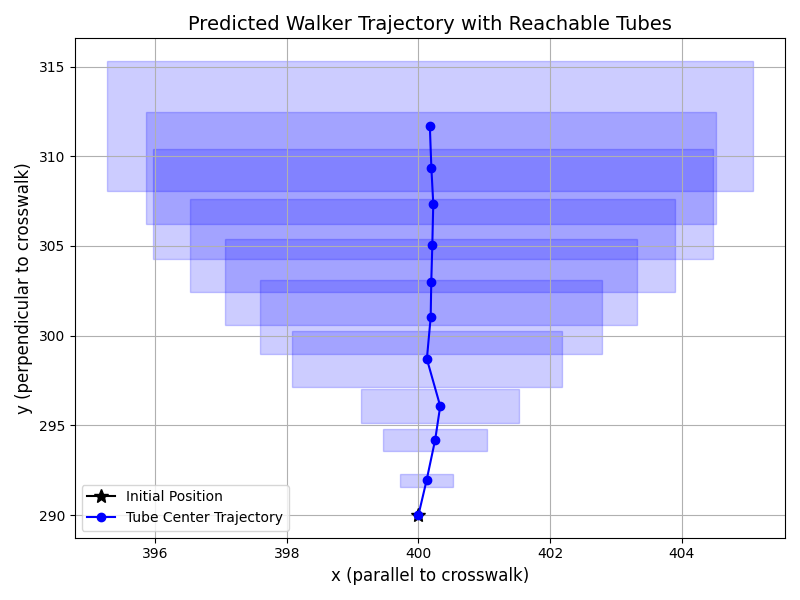 Predicted Walker Trajectory with Reachable Tubes
y (perpendicular to crosswalk)
315
310
305
300
295
290
Initial Position
Tube Center Trajectory
396
398
400
402
404
x (parallel to crosswalk)